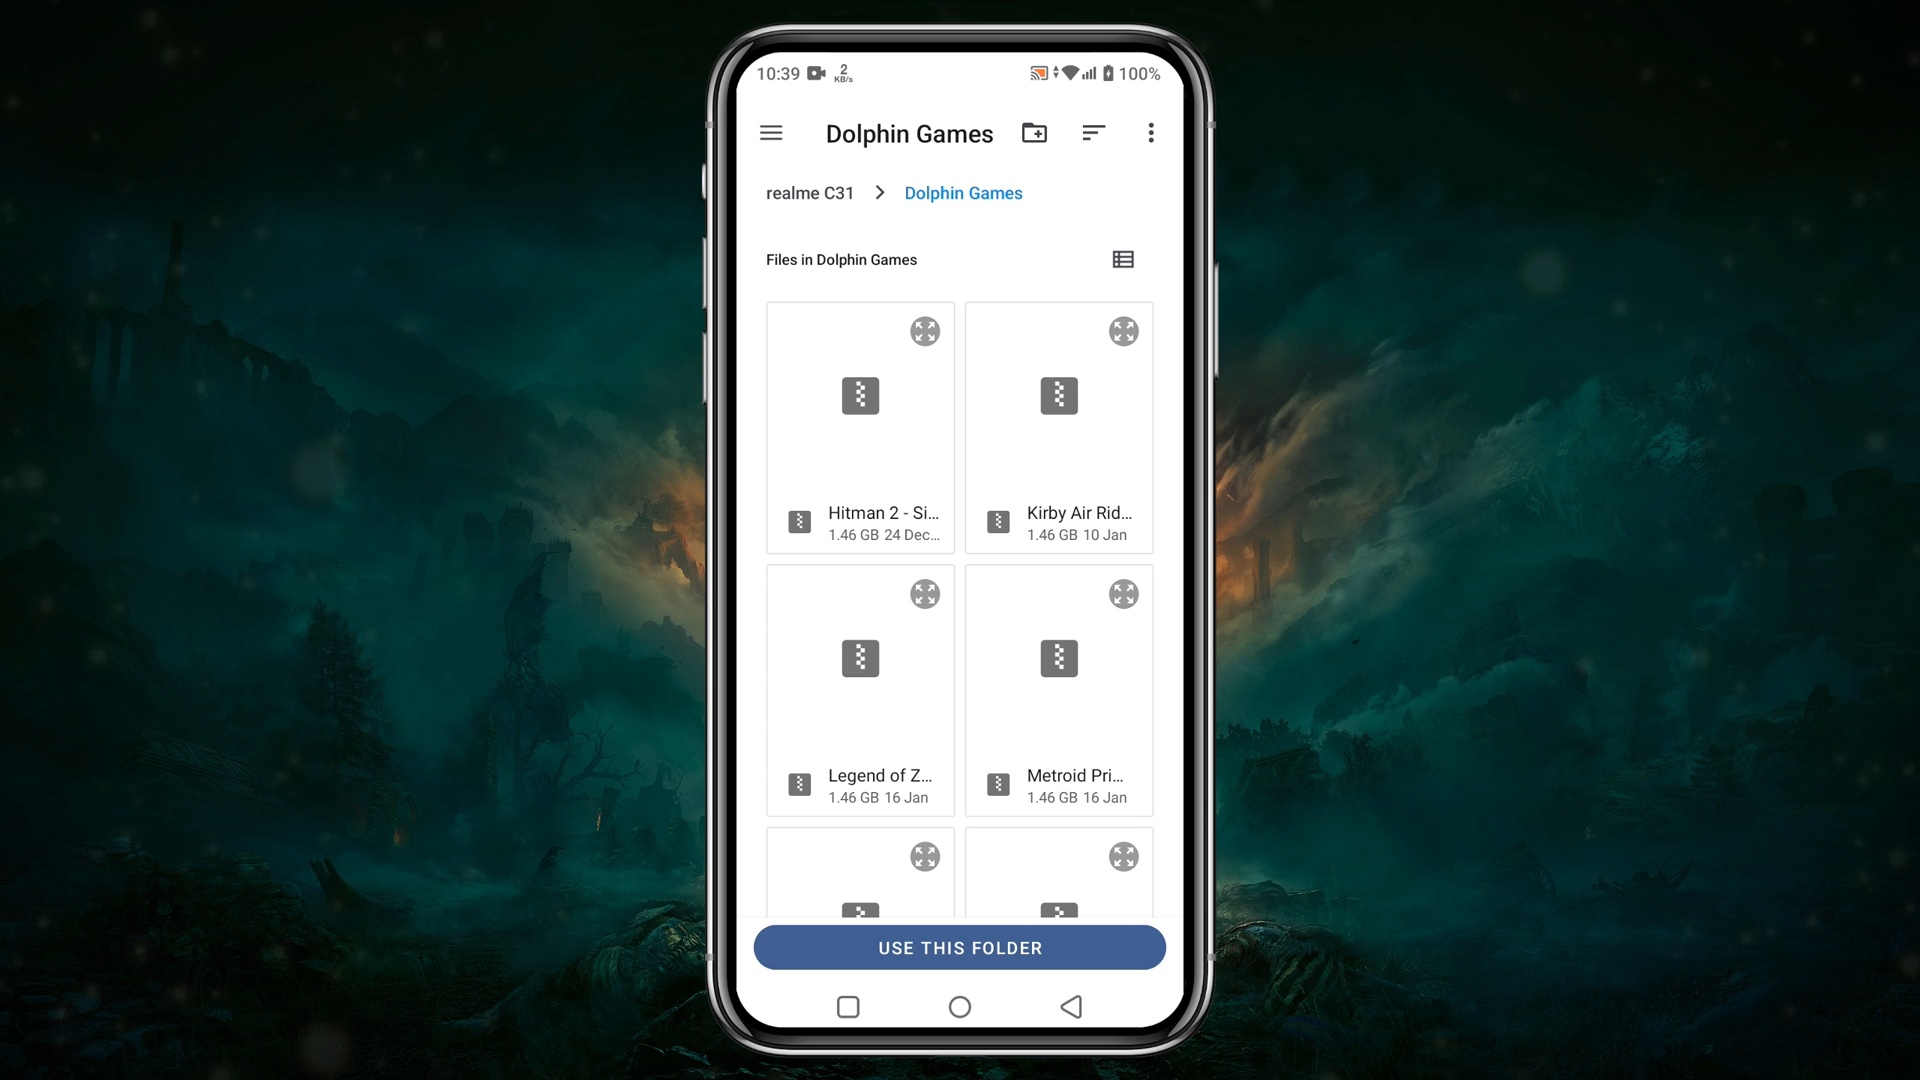 10:39 2 KB/s 100%
Dolphin Games
realme C31 Dolphin Games
Files in Dolphin Games
Hitman 2 - Si...
1.46 GB 24 Dec...
Kirby Air Rid...
1.46 GB 10 Jan
Legend of Z...
1.46 GB 16 Jan
Metroid Pri...
1.46 GB 16 Jan
USE THIS FOLDER